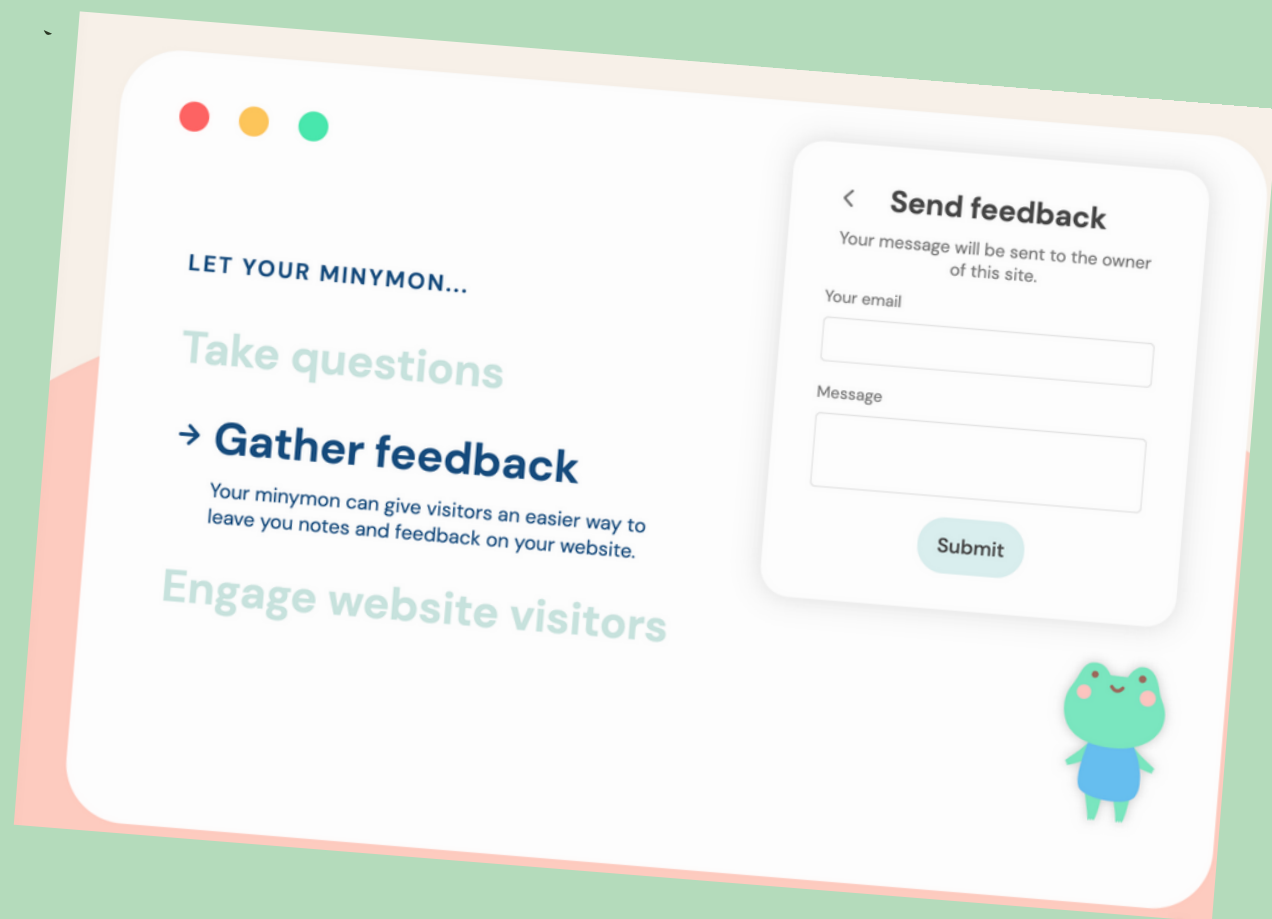 LET YOUR MINYMON...
Take questions
→ Gather feedback
Your minymon can give visitors an easier way to
leave you notes and feedback on your website.
Engage website visitors
Send feedback
Your message will be sent to the owner
of this site.
Your email
Message
Submit